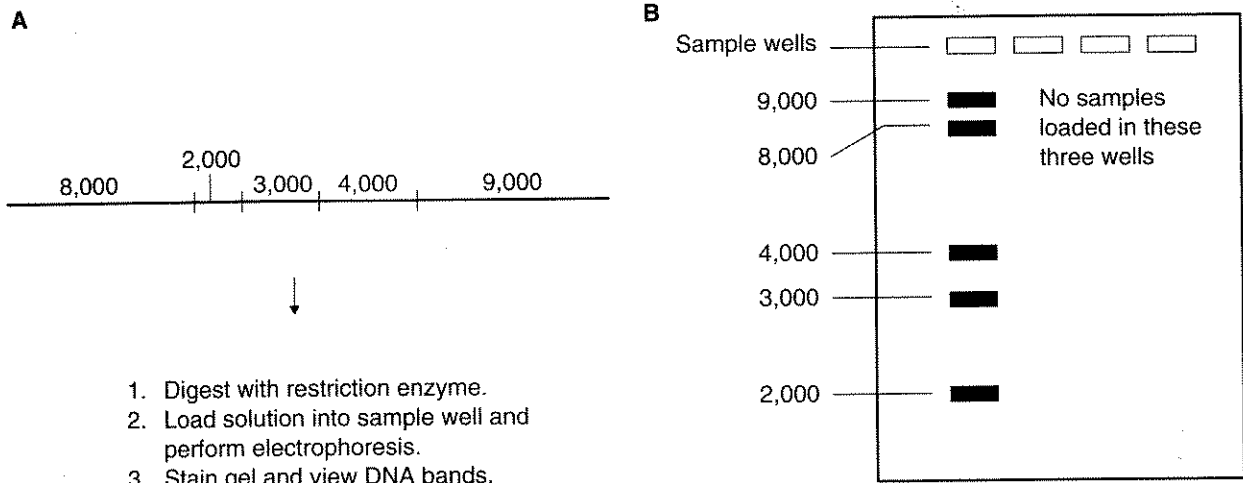 A
2,000
8,000
3,000
4,000
9,000
1. Digest with restriction enzyme.
2. Load solution into sample well and
perform electrophoresis.
3. Stain gel and view DNA bands.
B
Sample wells
9,000
No samples
loaded in these
8,000
three wells
4,000
3,000
2,000